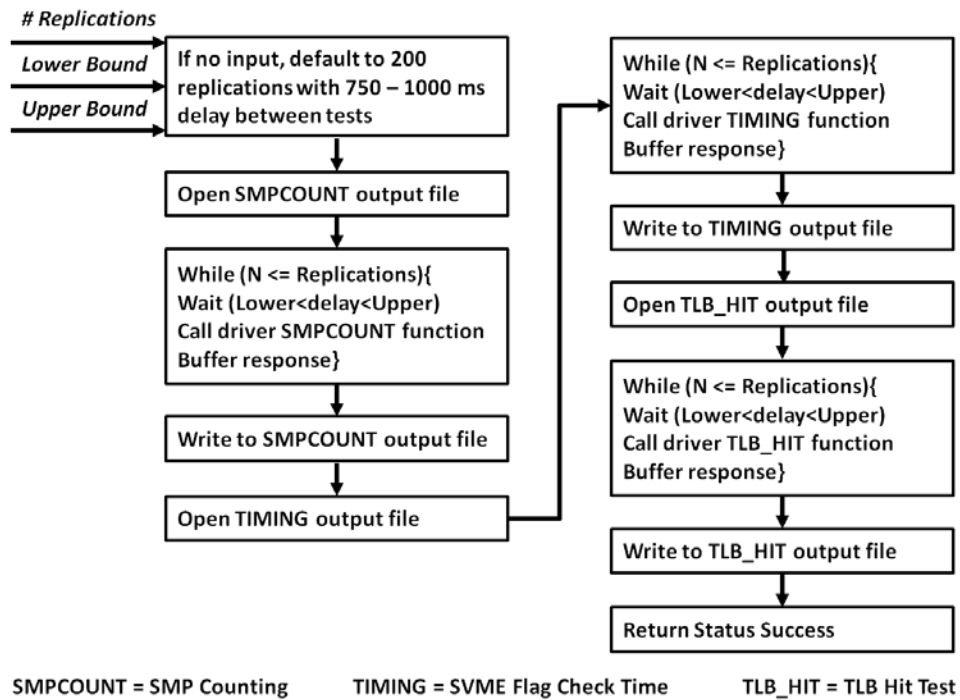 # Replications
Lower Bound
Upper Bound
If no input, default to 200
replications with 750 – 1000 ms
delay between tests
Open SMPCOUNT output file
While (N <= Replications){
Wait (Lower<delay<Upper)
Call driver SMPCOUNT function
Buffer response}
Write to SMPCOUNT output file
Open TIMING output file
While (N <= Replications){
Wait (Lower<delay<Upper)
Call driver TIMING function
Buffer response}
Write to TIMING output file
Open TLB_HIT output file
While (N <= Replications){
Wait (Lower<delay<Upper)
Call driver TLB_HIT function
Buffer response}
Write to TLB_HIT output file
Return Status Success
SMPCOUNT = SMP Counting TIMING = SVME Flag Check Time TLB_HIT = TLB Hit Test